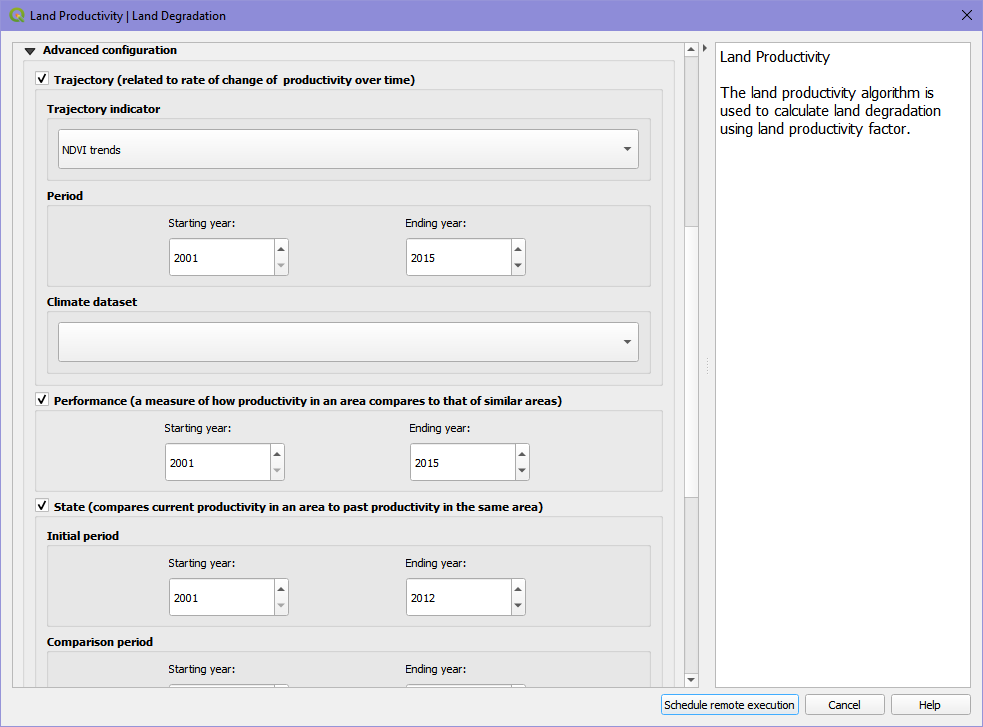 Land Productivity | Land Degradation
Advanced configuration
Trajectory (related to rate of change of  productivity over time)
Trajectory indicator
NDVI trends
Period
Starting year:
Ending year:
2001
2015
Climate dataset
Performance (a measure of how productivity in an area compares to that of similar areas)
Starting year:
Ending year:
2001
2015
State (compares current productivity in an area to past productivity in the same area)
Initial period
Starting year:
Ending year:
2001
2012
Comparison period
Starting year:
Ending year:
Land Productivity
The land productivity algorithm is
used to calculate land degradation
using land productivity factor.
Schedule remote execution
Cancel
Help